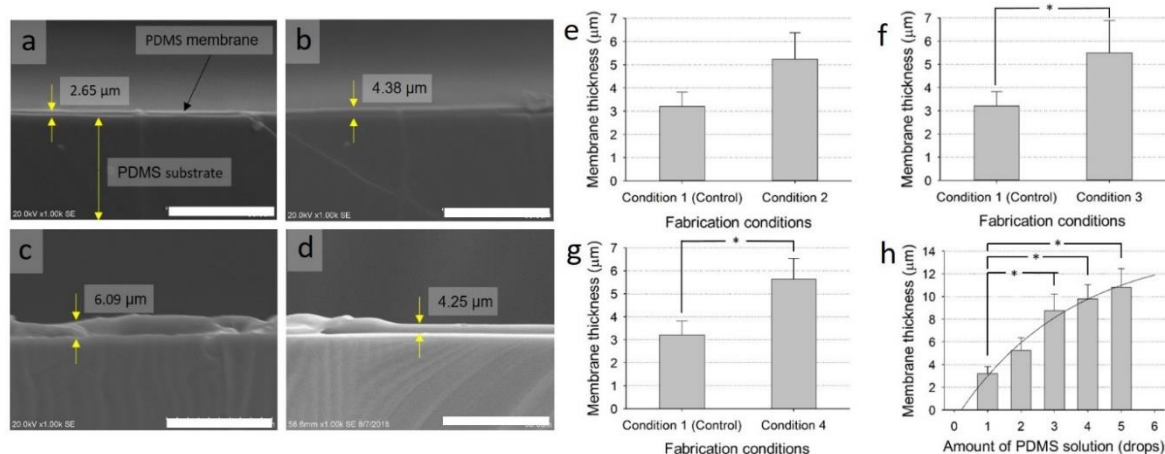 a
PDMS membrane
2.65 μm
PDMS substrate
20.0kV x1.00k SE
b
4.38 μm
20.0kV x1.00k SE
c
6.09 μm
20.0kV x1.00k SE
d
4.25 μm
x1.00k SE 8/7/2018
e
Membrane thickness (μm)
7
6
5
4
3
2
1
0
Condition 1 (Control) Condition 2
Fabrication conditions
f
Membrane thickness (μm)
7
6
5
4
3
2
1
0
*
Condition 1 (Control) Condition 3
Fabrication conditions
g
Membrane thickness (μm)
7
6
5
4
3
2
1
0
*
Condition 1 (Control) Condition 4
Fabrication conditions
h
Membrane thickness (μm)
14
12
10
8
6
4
2
0
*
*
*
0 1 2 3 4 5 6
Amount of PDMS solution (drops)